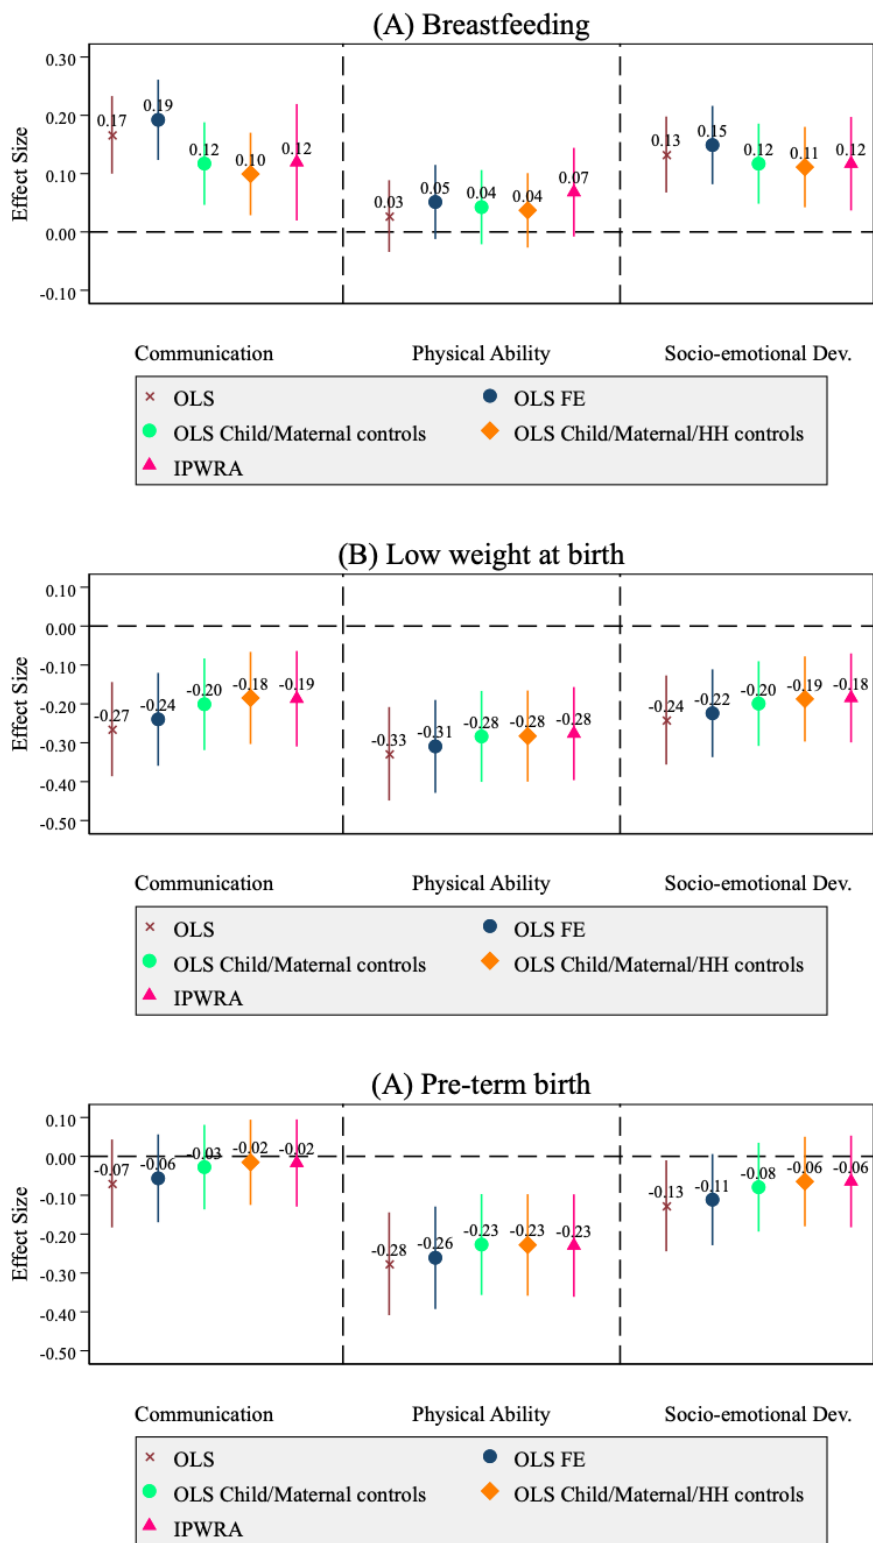 (A) Breastfeeding
Effect Size
0.30
0.20
0.10
0.00
-0.10
0.17 0.19 0.12 0.10 0.12 0.03 0.05 0.04 0.04 0.07 0.13 0.15 0.12 0.11 0.12
Communication Physical Ability Socio-emotional Dev.
OLS OLS FE
OLS Child/Maternal controls OLS Child/Maternal/HH controls
IPWRA
(B) Low weight at birth
Effect Size
0.10
0.00
-0.10
-0.20
-0.30
-0.40
-0.50
-0.27 -0.24 -0.20 -0.18 -0.19 -0.33 -0.31 -0.28 -0.28 -0.28 -0.24 -0.22 -0.20 -0.19 -0.18
Communication Physical Ability Socio-emotional Dev.
OLS OLS FE
OLS Child/Maternal controls OLS Child/Maternal/HH controls
IPWRA
(A) Pre-term birth
Effect Size
0.10
0.00
-0.10
-0.20
-0.30
-0.40
-0.50
-0.07 -0.06 -0.03 -0.02 -0.02 -0.28 -0.26 -0.23 -0.23 -0.23 -0.13 -0.11 -0.08 -0.06 -0.06
Communication Physical Ability Socio-emotional Dev.
OLS OLS FE
OLS Child/Maternal controls OLS Child/Maternal/HH controls
IPWRA